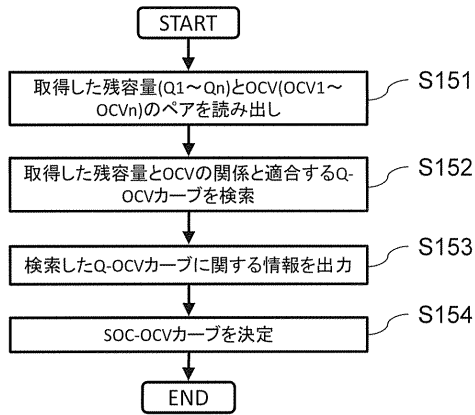 START
取得した残容量(Q1～Qn)とOCV(OCV1～
OCVn)のペアを読み出し
S151
取得した残容量とOCVの関係と適合するQ-
OCVカーブを検索
S152
検索したQ-OCVカーブに関する情報を出力
S153
SOC-OCVカーブを決定
S154
END